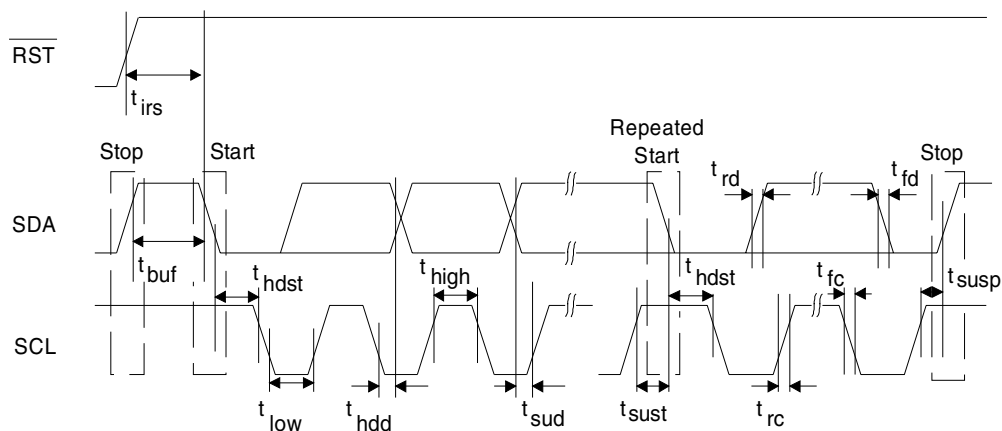 RST
t irs
Repeated
Stop Start Start Stop
t rd t fd
SDA
t buf t hdst t high t hdst t fc t susp
SCL
t low t hdd t sud t sust t rc